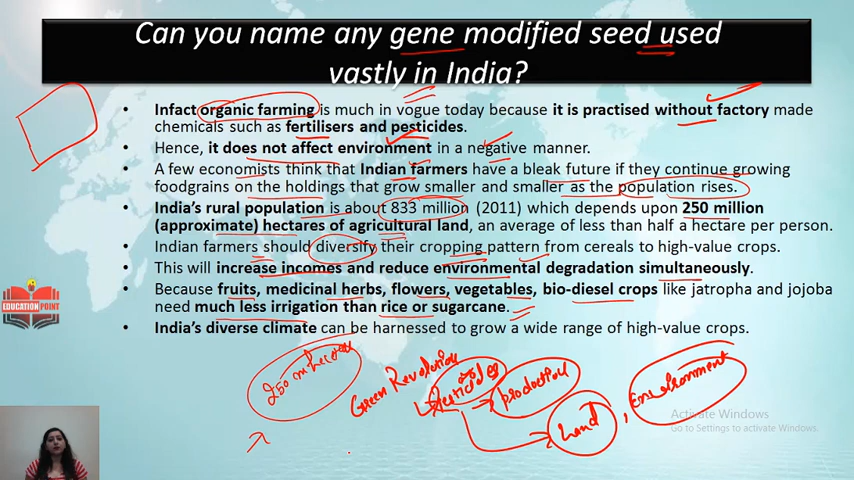 Can you name any gene modified seed used
vastly in India?
• Infact organic farming is much in vogue today because it is practised without factory made
chemicals such as fertilisers and pesticides.
• Hence, it does not affect environment in a negative manner.
• A few economists think that Indian farmers have a bleak future if they continue growing
foodgrains on the holdings that grow smaller and smaller as the population rises.
• India's rural population is about 833 million (2011) which depends upon 250 million
(approximate) hectares of agricultural land, an average of less than half a hectare per person.
• Indian farmers should diversify their cropping pattern from cereals to high-value crops.
• This will increase incomes and reduce environmental degradation simultaneously.
• Because fruits, medicinal herbs, flowers, vegetables, bio-diesel crops like jatropha and jojoba
need much less irrigation than rice or sugarcane.
• India's diverse climate can be harnessed to grow a wide range of high-value crops.
EDUCATION POINT
250 m hectare
Green Revolution
Pesticides
production
Land , Environment
Activate Windows
Go to Settings to activate Windows.